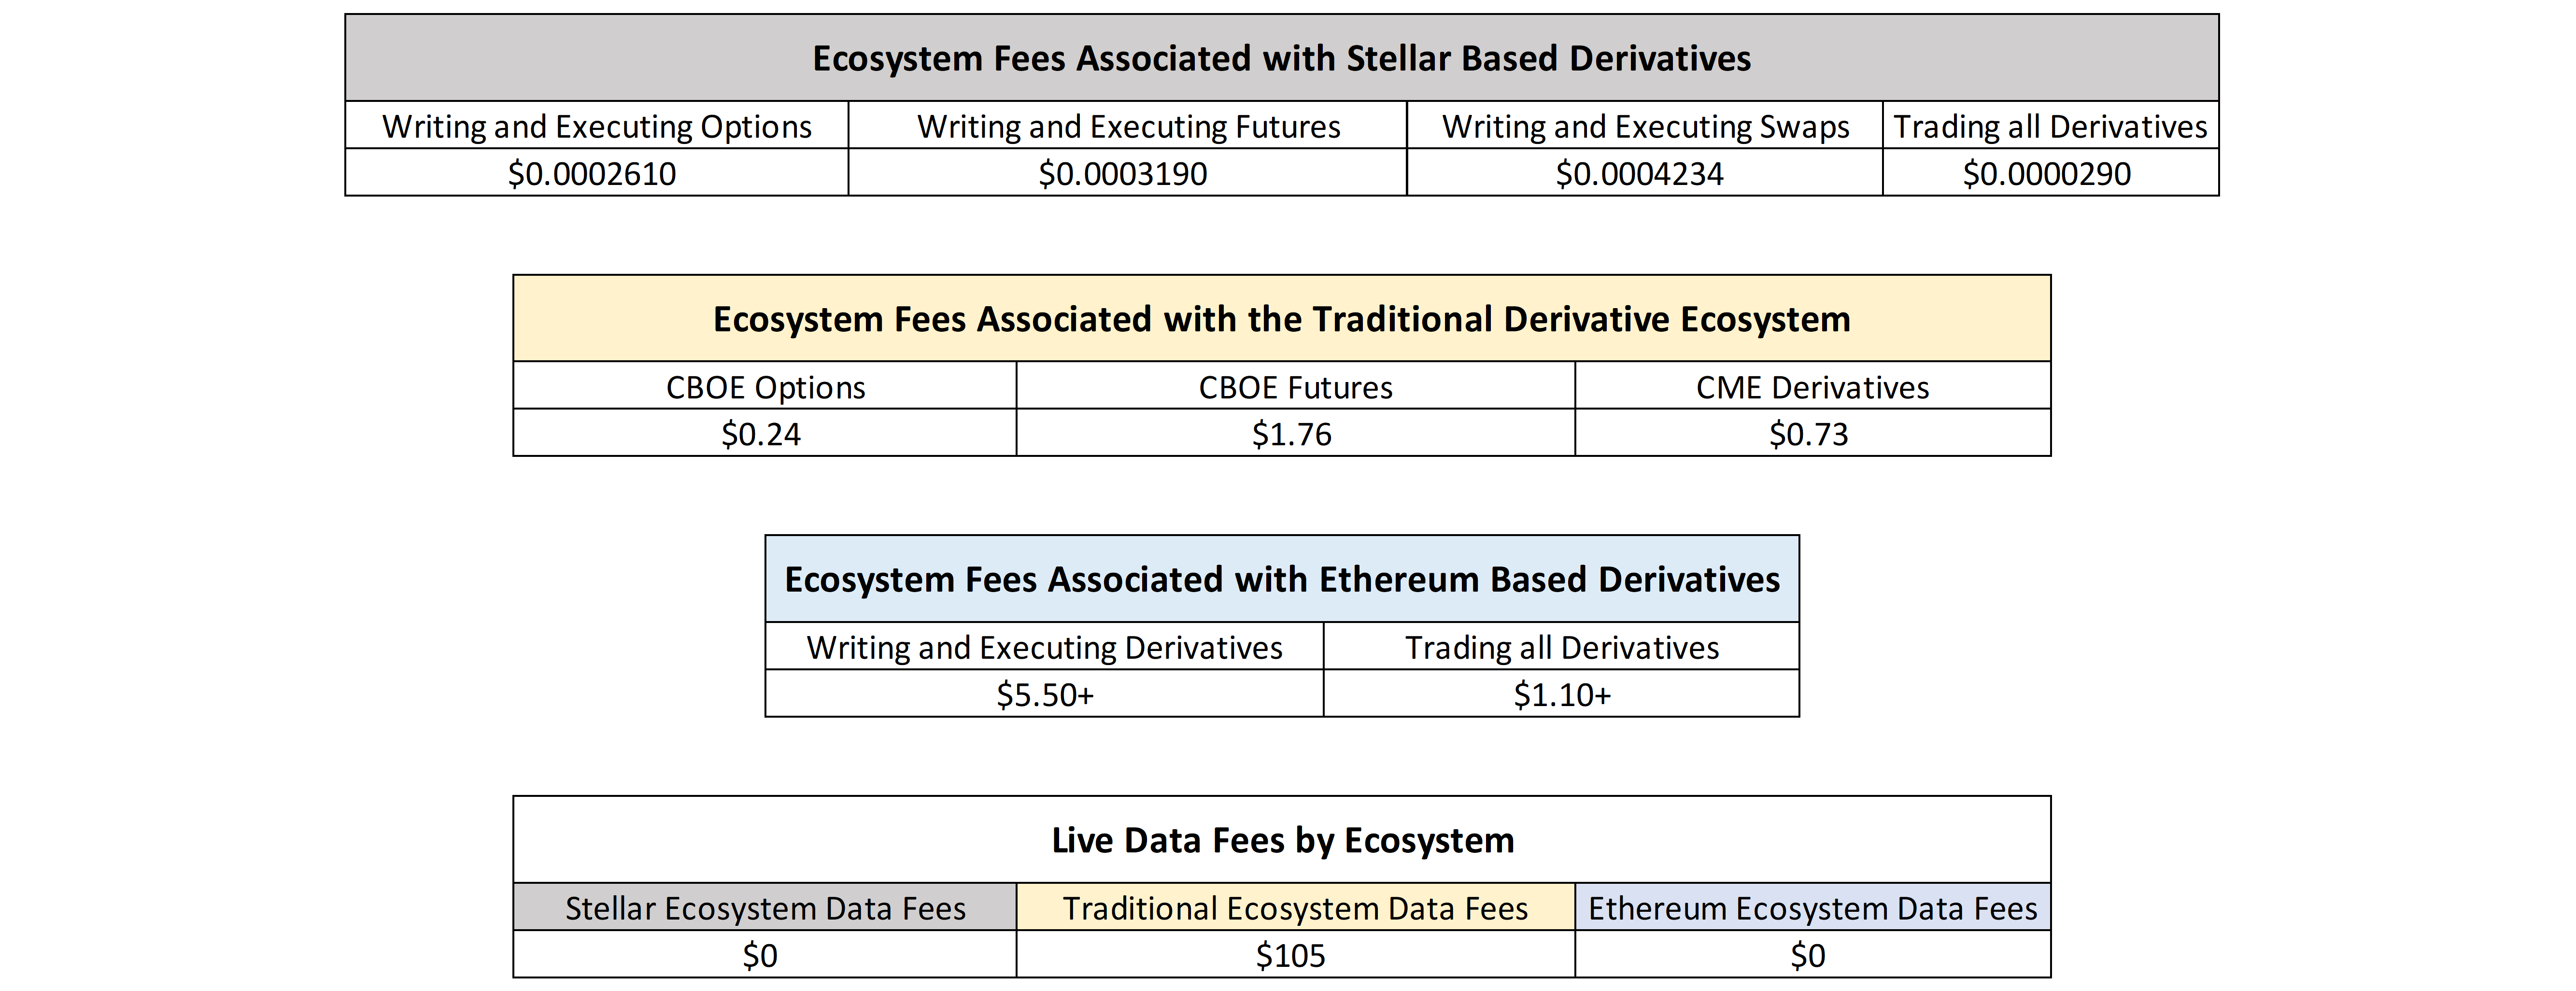 Ecosystem Fees Associated with Stellar Based Derivatives
Writing and Executing Options Writing and Executing Futures Writing and Executing Swaps Trading all Derivatives
$0.0002610 $0.0003190 $0.0004234 $0.0000290
Ecosystem Fees Associated with the Traditional Derivative Ecosystem
CBOE Options CBOE Futures CME Derivatives
$0.24 $1.76 $0.73
Ecosystem Fees Associated with Ethereum Based Derivatives
Writing and Executing Derivatives Trading all Derivatives
$5.50+ $1.10+
Live Data Fees by Ecosystem
Stellar Ecosystem Data Fees Traditional Ecosystem Data Fees Ethereum Ecosystem Data Fees
$0 $105 $0